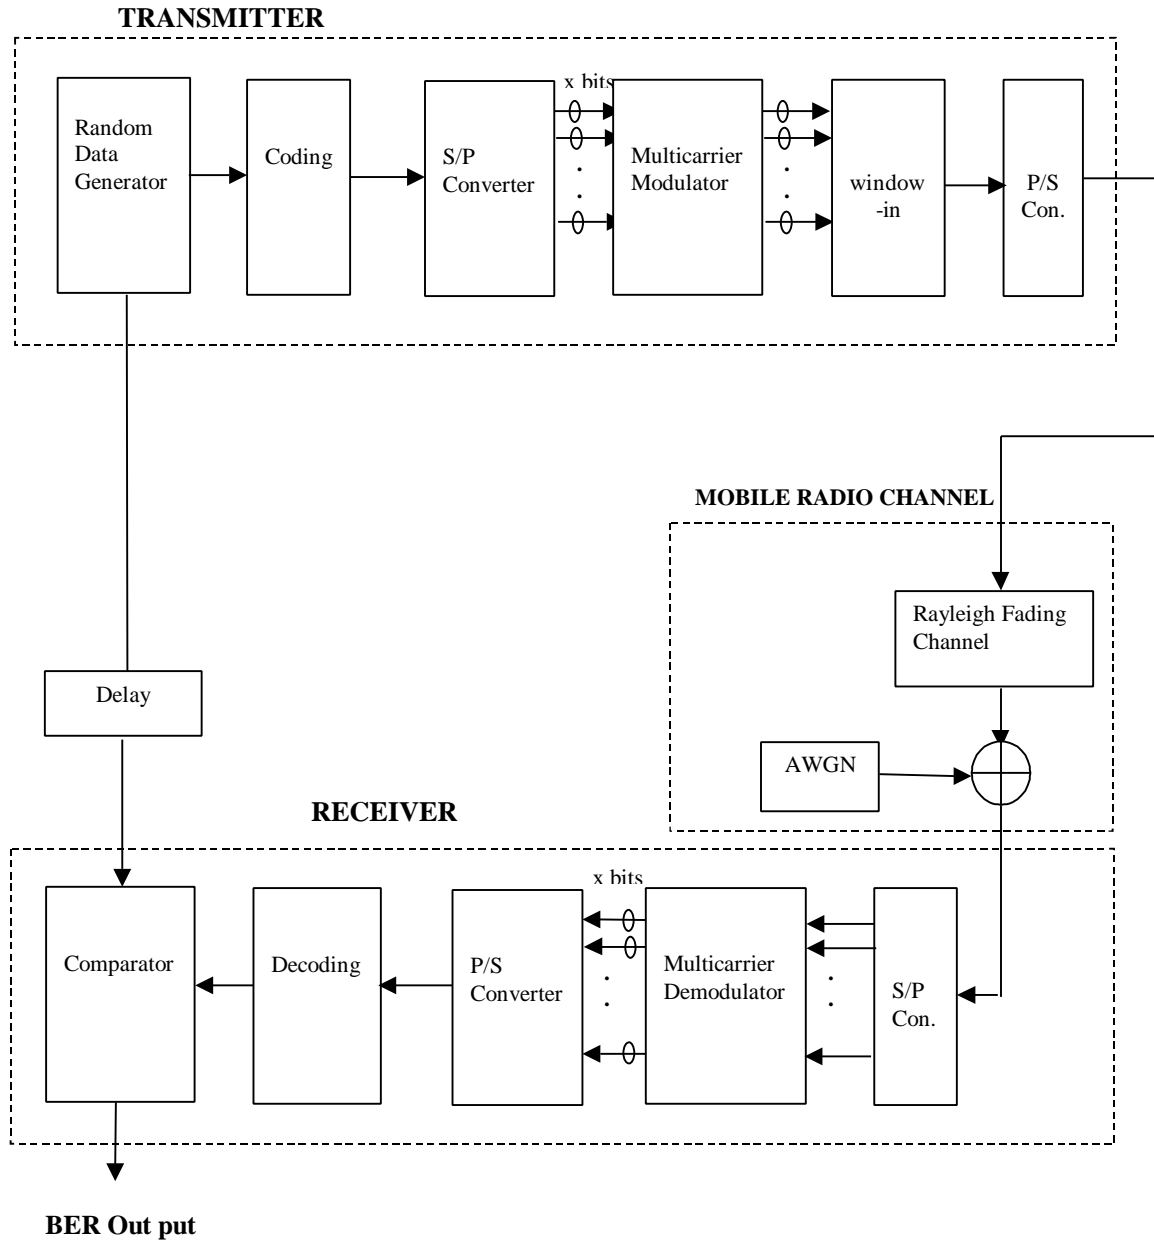 TRANSMITTER
x bits
Random
Data
Generator
Coding
S/P
Converter
Multicarrier
Modulator
window
-in
P/S
Con.
MOBILE RADIO CHANNEL
Rayleigh Fading
Channel
Delay
AWGN
RECEIVER
x bits
Comparator
Decoding
P/S
Converter
Multicarrier
Demodulator
S/P
Con.
BER Out put